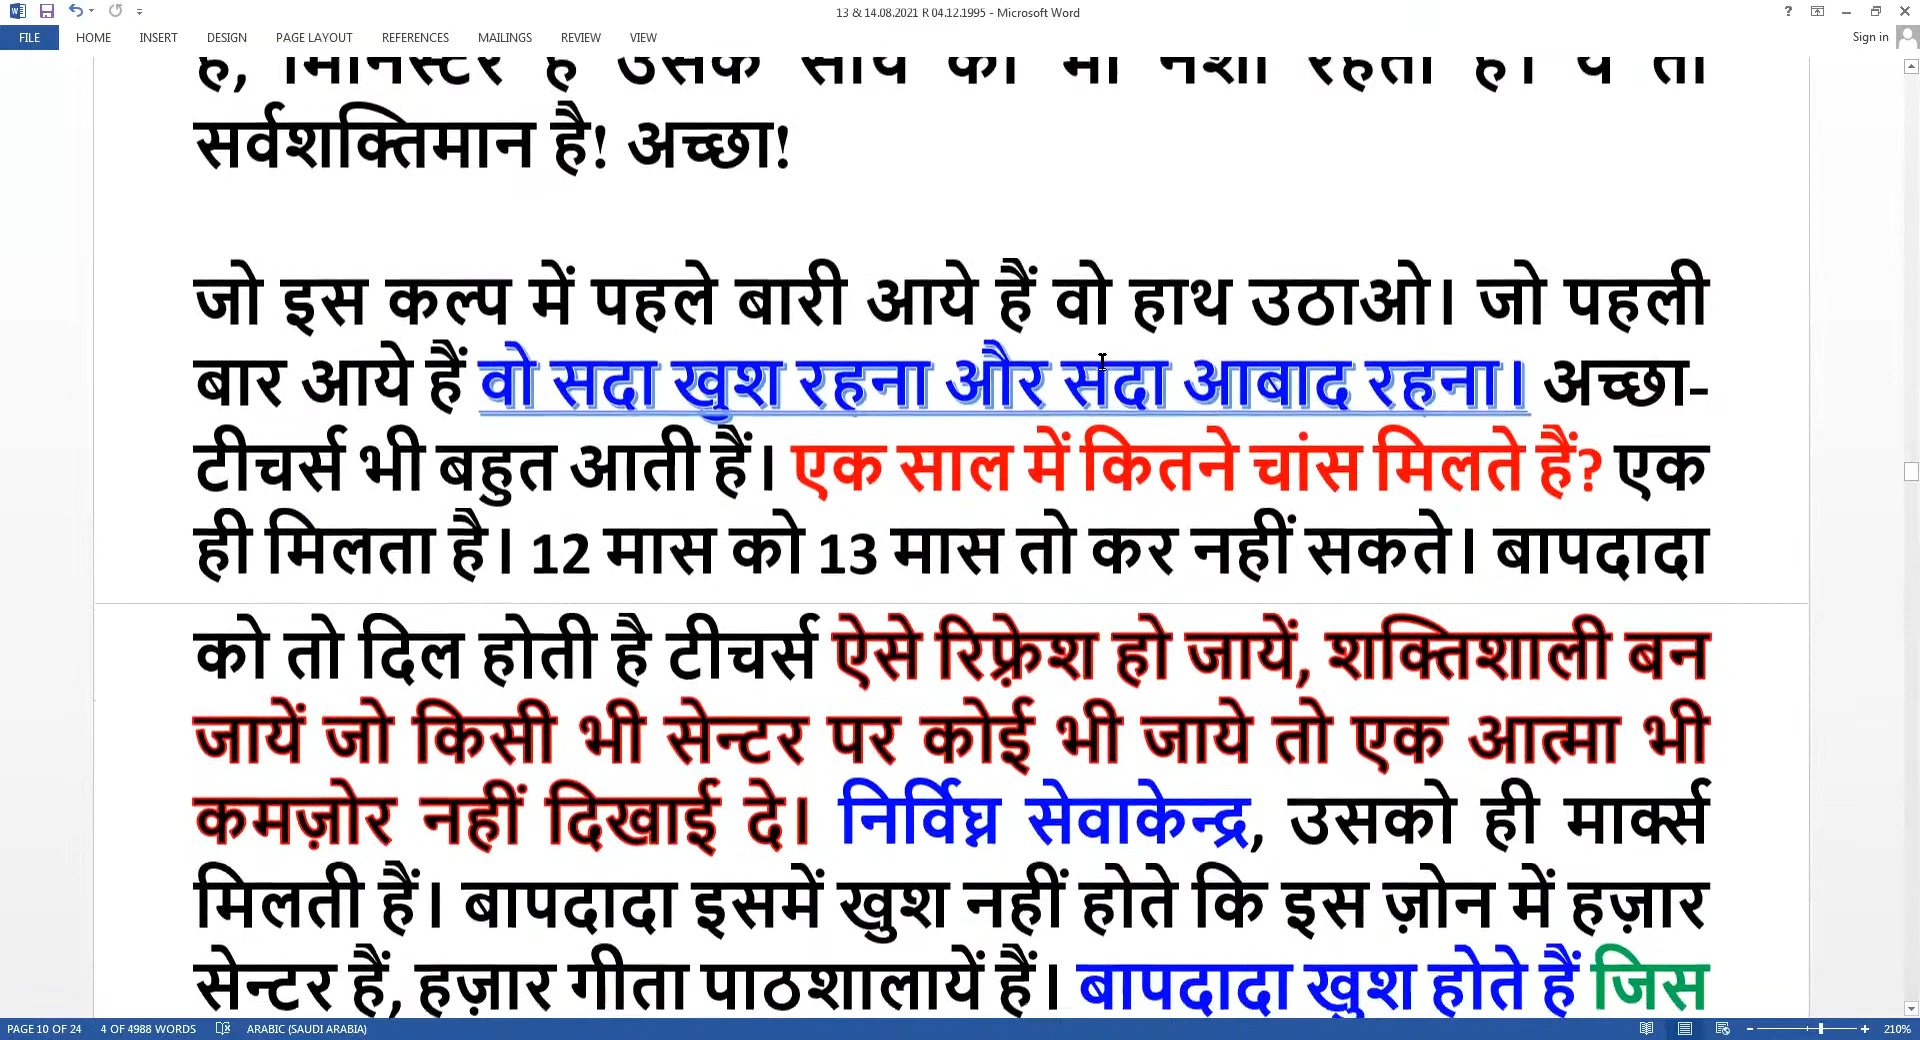 13 & 14.08.2021 R 04.12.1995 - Microsoft Word
FILE HOME INSERT DESIGN PAGE LAYOUT REFERENCES MAILINGS REVIEW VIEW Sign in
है, मिनिस्टर है उसके साथ का भी नशा रहता है। ये तो
सर्वशक्तिमान है! अच्छा!
जो इस कल्प में पहले बारी आये हैं वो हाथ उठाओ। जो पहली
बार आये हैं वो सदा खुश रहना और सदा आबाद रहना। अच्छा-
टीचर्स भी बहुत आती हैं। एक साल में कितने चांस मिलते हैं? एक
ही मिलता है। 12 मास को 13 मास तो कर नहीं सकते। बापदादा
को तो दिल होती है टीचर्स ऐसे रिफ़्रेश हो जायें, शक्तिशाली बन
जायें जो किसी भी सेन्टर पर कोई भी जाये तो एक आत्मा भी
कमज़ोर नहीं दिखाई दे। निर्विघ्न सेवाकेन्द्र, उसको ही मार्क्स
मिलती हैं। बापदादा इसमें खुश नहीं होते कि इस ज़ोन में हज़ार
सेन्टर हैं, हज़ार गीता पाठशालायें हैं। बापदादा खुश होते हैं जिस
PAGE 10 OF 24 4 OF 4988 WORDS ARABIC (SAUDI ARABIA) 210%